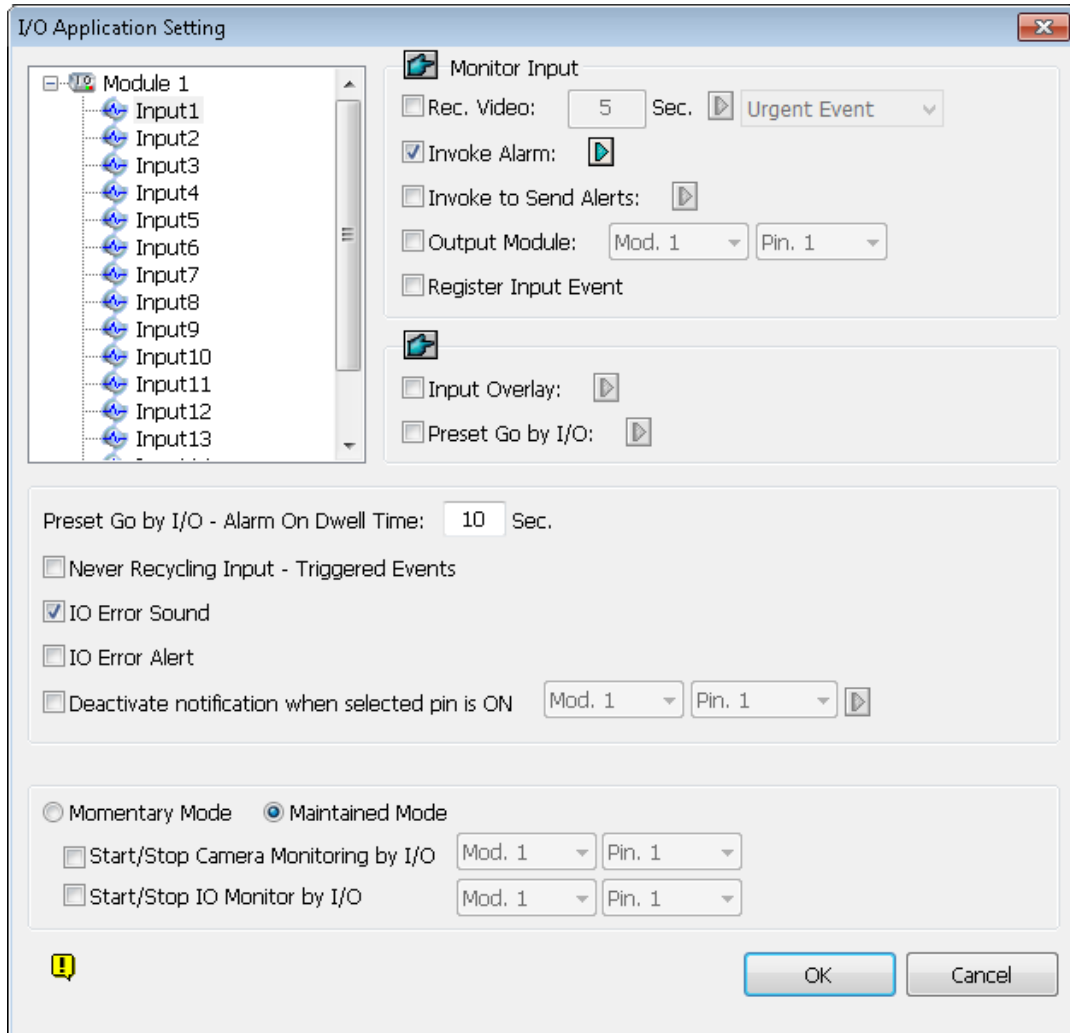 I/O Application Setting
Module 1
Input1
Input2
Input3
Input4
Input5
Input6
Input7
Input8
Input9
Input10
Input11
Input12
Input13
Monitor Input
Rec. Video: 5 Sec. Urgent Event
Invoke Alarm:
Invoke to Send Alerts:
Output Module: Mod. 1 Pin. 1
Register Input Event
Input Overlay:
Preset Go by I/O:
Preset Go by I/O - Alarm On Dwell Time: 10 Sec.
Never Recycling Input - Triggered Events
IO Error Sound
IO Error Alert
Deactivate notification when selected pin is ON Mod. 1 Pin. 1
Momentary Mode Maintained Mode
Start/Stop Camera Monitoring by I/O Mod. 1 Pin. 1
Start/Stop IO Monitor by I/O Mod. 1 Pin. 1
OK Cancel